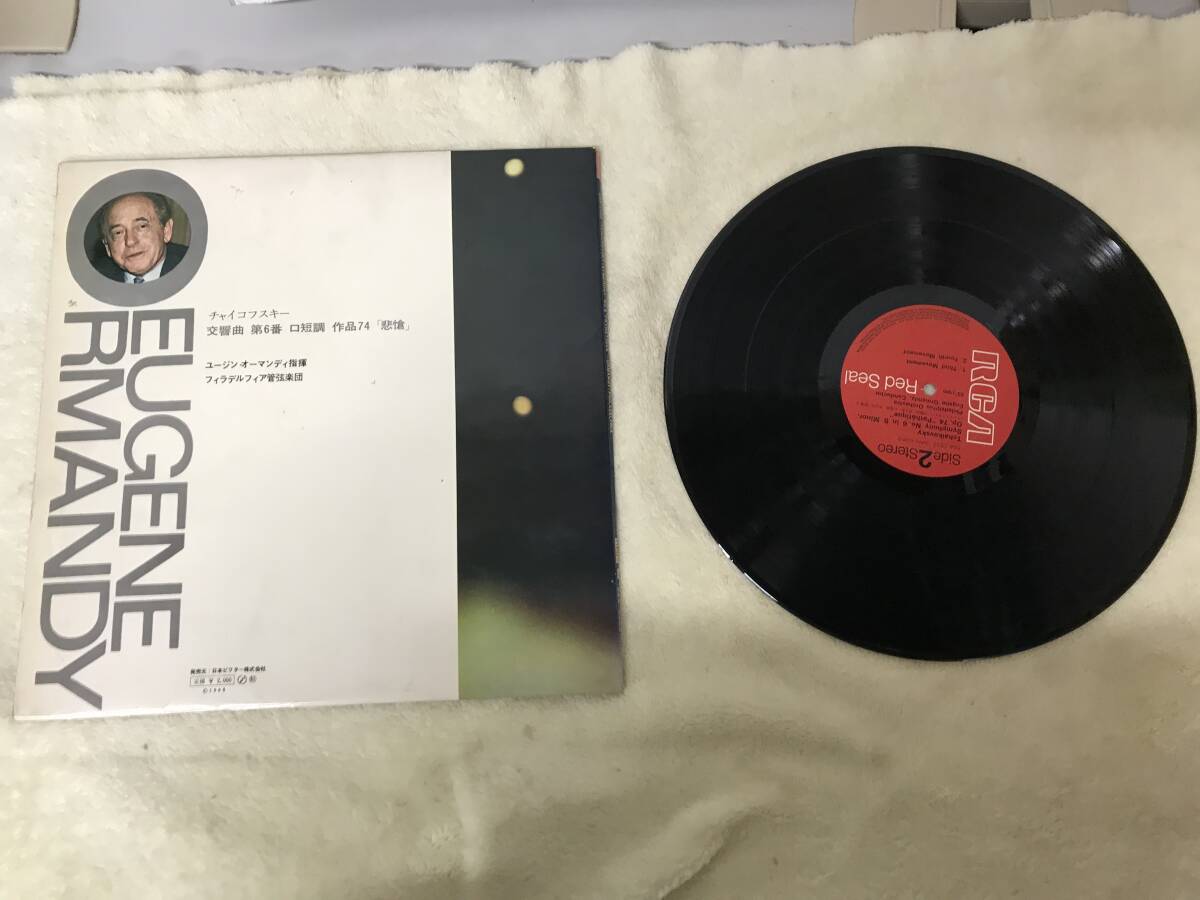 EUGENE
ORMANDY
チャイコフスキー
交響曲 第6番 ロ短調 作品74「悲愴」
ユージン・オーマンディ指揮
フィラデルフィア管弦楽団
発売元：日本ビクター株式会社
¥ 2,000
©1968
RCA
Red Seal
Side 2 Stereo
Tchaikovsky
Symphony No. 6 in B Minor,
Op. 74 "Pathétique"
Philadelphia Orchestra
Eugene Ormandy, Conductor
1. Third Movement
2. Fourth Movement